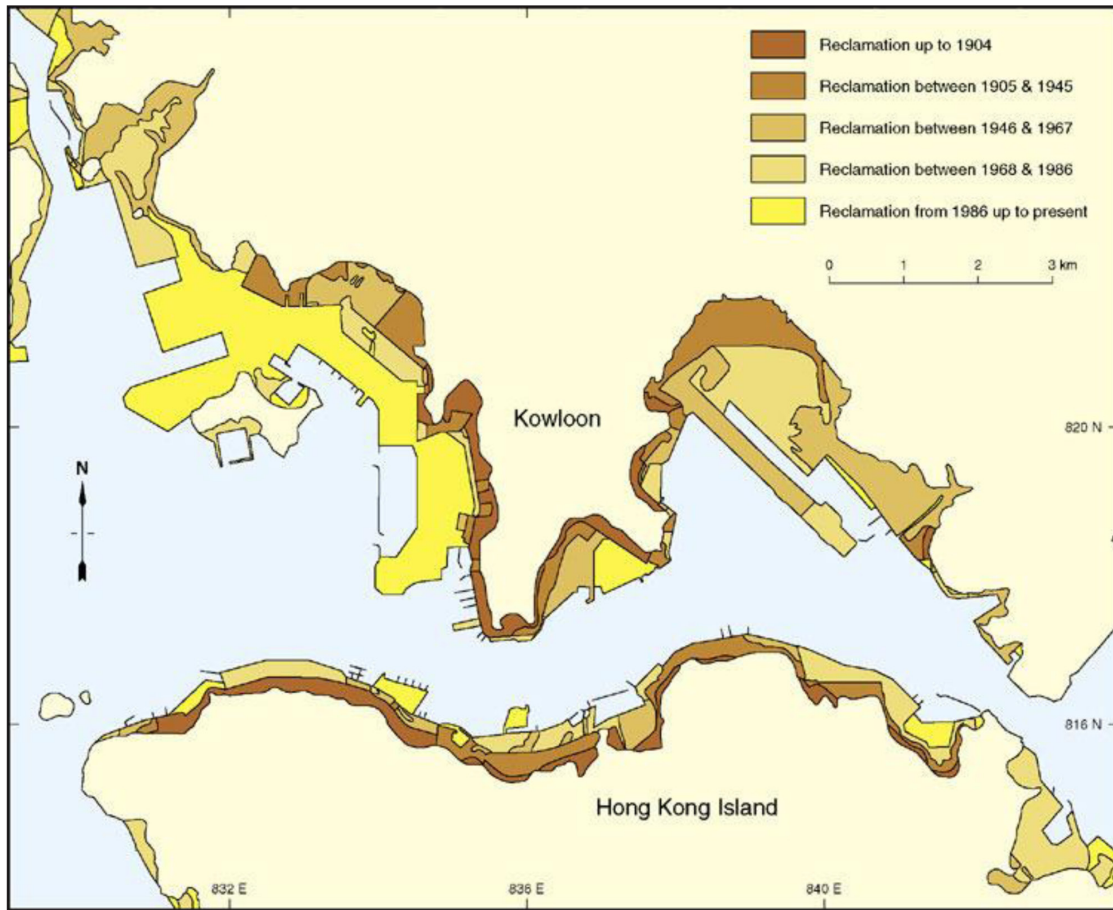 Reclamation up to 1904
Reclamation between 1905 & 1945
Reclamation between 1946 & 1967
Reclamation between 1968 & 1986
Reclamation from 1986 up to present
0 1 2 3 km
Kowloon
820 N
N
816 N
Hong Kong Island
832 E 836 E 840 E